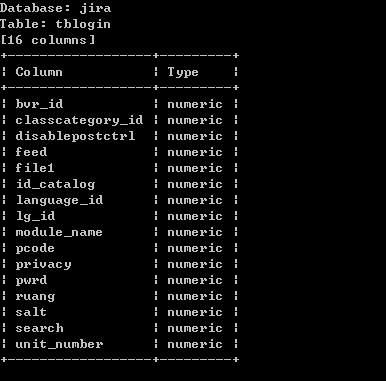 Database: jira
Table: tblogin
[16 columns]
+------------------+---------+
¦ Column           ¦ Type    ¦
+------------------+---------+
¦ bvr_id           ¦ numeric ¦
¦ classcategory_id ¦ numeric ¦
¦ disablepostctrl  ¦ numeric ¦
¦ feed             ¦ numeric ¦
¦ file1            ¦ numeric ¦
¦ id_catalog       ¦ numeric ¦
¦ language_id      ¦ numeric ¦
¦ lg_id            ¦ numeric ¦
¦ module_name      ¦ numeric ¦
¦ pcode            ¦ numeric ¦
¦ privacy          ¦ numeric ¦
¦ pwrd             ¦ numeric ¦
¦ ruang            ¦ numeric ¦
¦ salt             ¦ numeric ¦
¦ search           ¦ numeric ¦
¦ unit_number      ¦ numeric ¦
+------------------+---------+